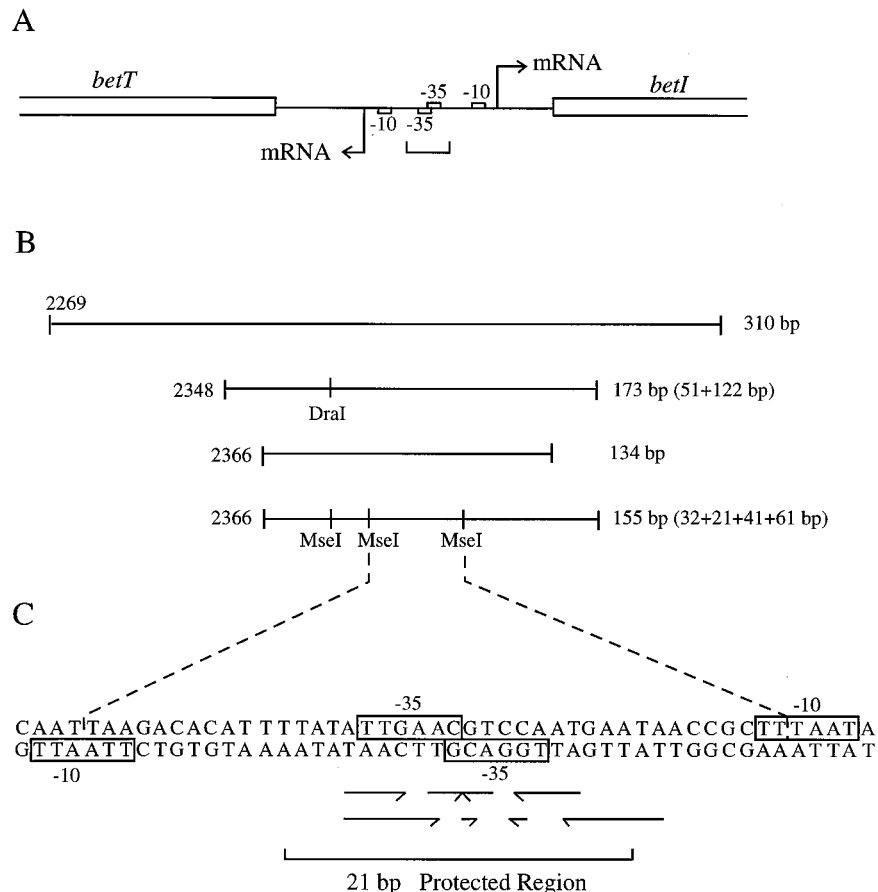 A
betT
betI
mRNA
-35
-10
-10
-35
mRNA
B
2269
310 bp
2348
173 bp (51+122 bp)
DraI
2366
134 bp
2366
155 bp (32+21+41+61 bp)
MseI MseI MseI
C
-35
-10
CAATTAAGACACATTTTATATTGAACGTCCAATGAATAACCGCTTTAATA
GTTAATTCTGTGTAAAATATAACTTGCAGGTTAGTTATTGGCGAAATTAT
-10
-35
21 bp Protected Region